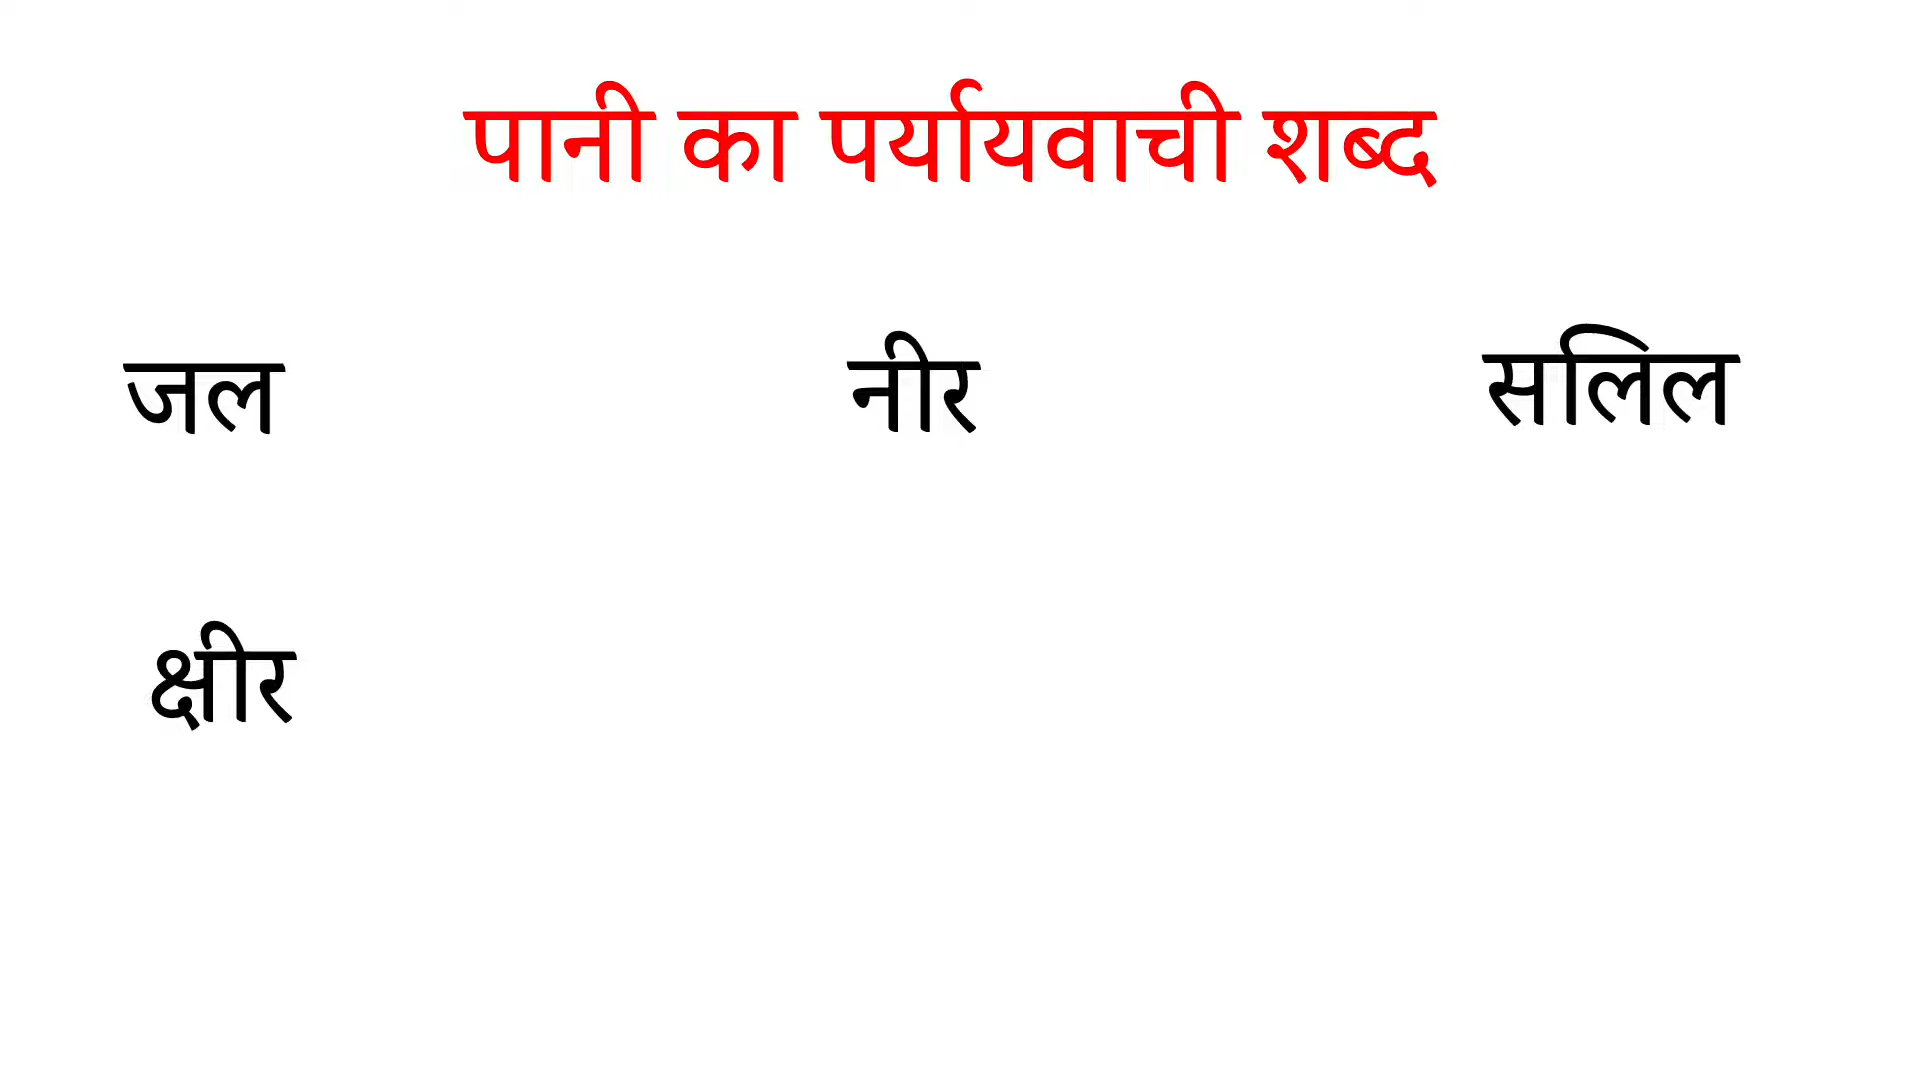 पानी का पर्यायवाची शब्द
जल नीर सलिल
क्षीर